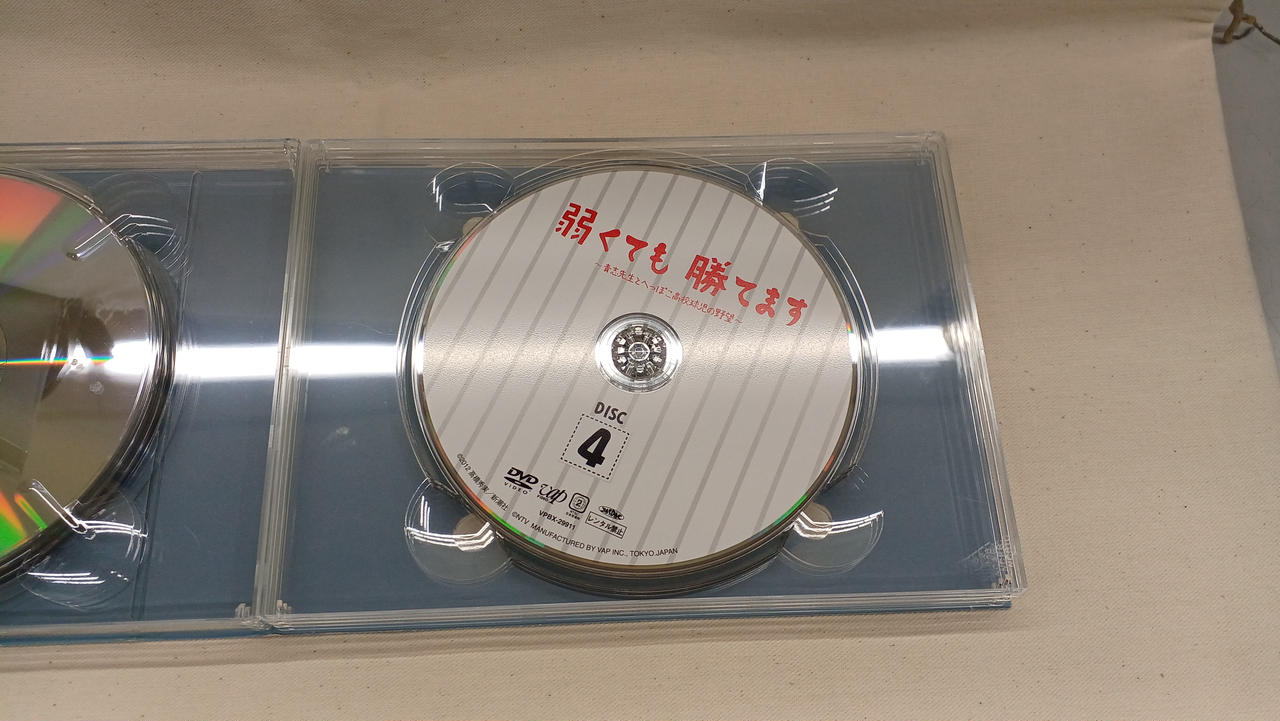 弱くても 勝てます
～青志先生とへっぽこ高校球児の野望～
DISC
4
DVD
VIDEO
vap
2
レンタル禁止
VPBX-29911
©2012 髙橋秀実／新潮社 ©NTV MANUFACTURED BY VAP INC., TOKYO.JAPAN